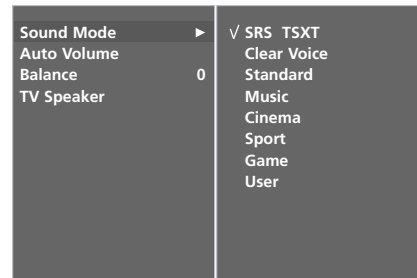 Sound Mode ►
Auto Volume
Balance 0
TV Speaker
√ SRS TSXT
Clear Voice
Standard
Music
Cinema
Sport
Game
User